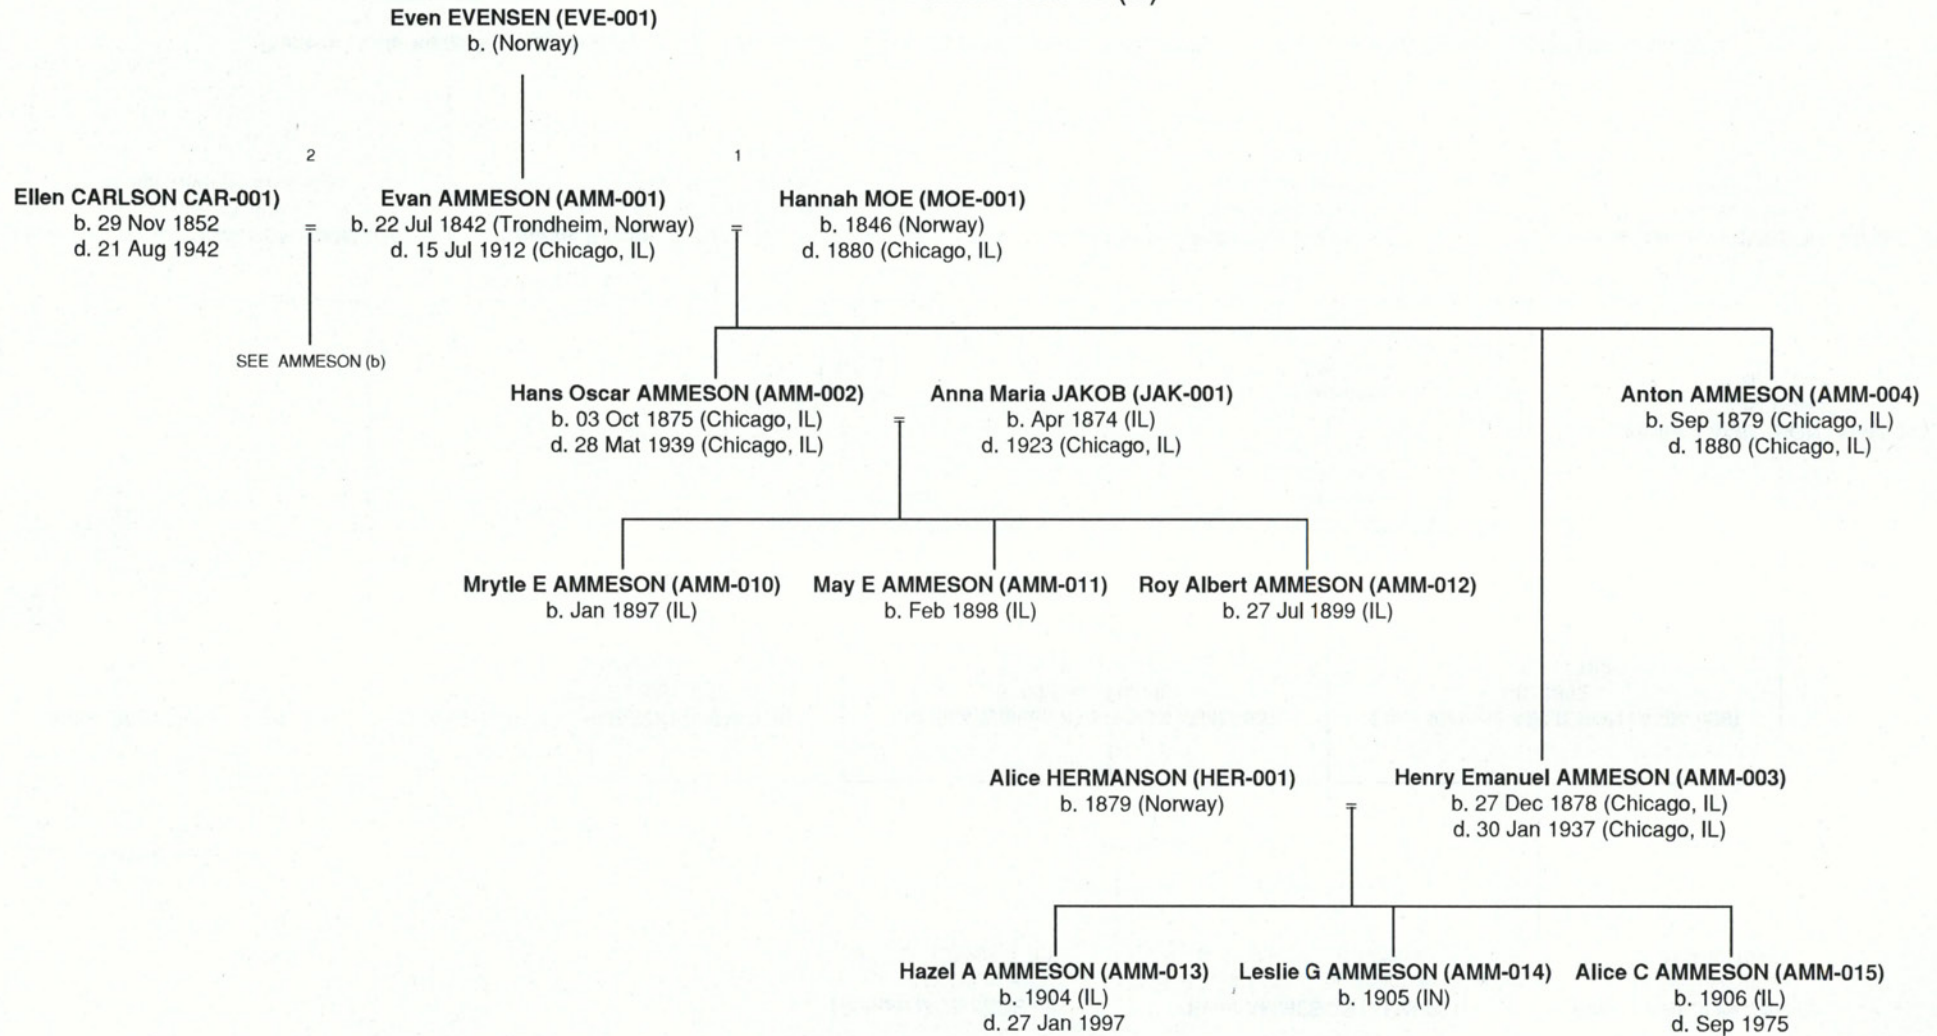 Even EVENSEN (EVE-001)
b. (Norway)
2
1
Ellen CARLSON CAR-001)
b. 29 Nov 1852
d. 21 Aug 1942
=
Evan AMMESON (AMM-001)
b. 22 Jul 1842 (Trondheim, Norway)
d. 15 Jul 1912 (Chicago, IL)
=
Hannah MOE (MOE-001)
b. 1846 (Norway)
d. 1880 (Chicago, IL)
SEE AMMESON (b)
Hans Oscar AMMESON (AMM-002)
b. 03 Oct 1875 (Chicago, IL)
d. 28 Mat 1939 (Chicago, IL)
=
Anna Maria JAKOB (JAK-001)
b. Apr 1874 (IL)
d. 1923 (Chicago, IL)
Anton AMMESON (AMM-004)
b. Sep 1879 (Chicago, IL)
d. 1880 (Chicago, IL)
Mrytle E AMMESON (AMM-010)
b. Jan 1897 (IL)
May E AMMESON (AMM-011)
b. Feb 1898 (IL)
Roy Albert AMMESON (AMM-012)
b. 27 Jul 1899 (IL)
Alice HERMANSON (HER-001)
b. 1879 (Norway)
=
Henry Emanuel AMMESON (AMM-003)
b. 27 Dec 1878 (Chicago, IL)
d. 30 Jan 1937 (Chicago, IL)
Hazel A AMMESON (AMM-013)
b. 1904 (IL)
d. 27 Jan 1997
Leslie G AMMESON (AMM-014)
b. 1905 (IN)
Alice C AMMESON (AMM-015)
b. 1906 (IL)
d. Sep 1975